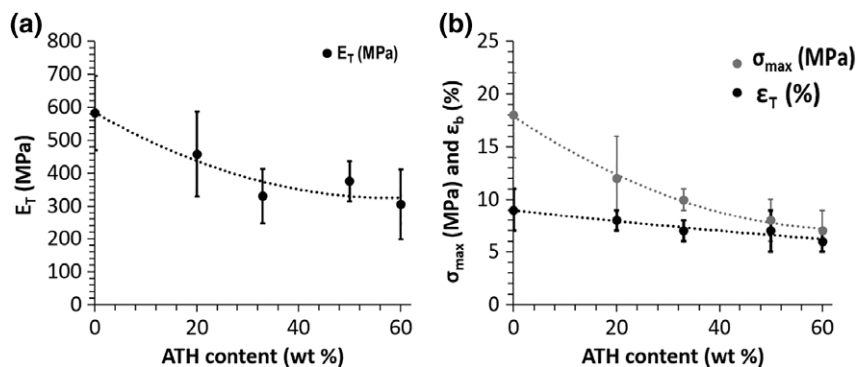 (a)
800
700
600
500
400
300
200
100
0
E_T (MPa)
E_T (MPa)
0 20 40 60
ATH content (wt %)
(b)
25
20
15
10
5
0
σ_max (MPa) and ε_b (%)
σ_max (MPa)
ε_T (%)
0 20 40 60
ATH content (wt %)